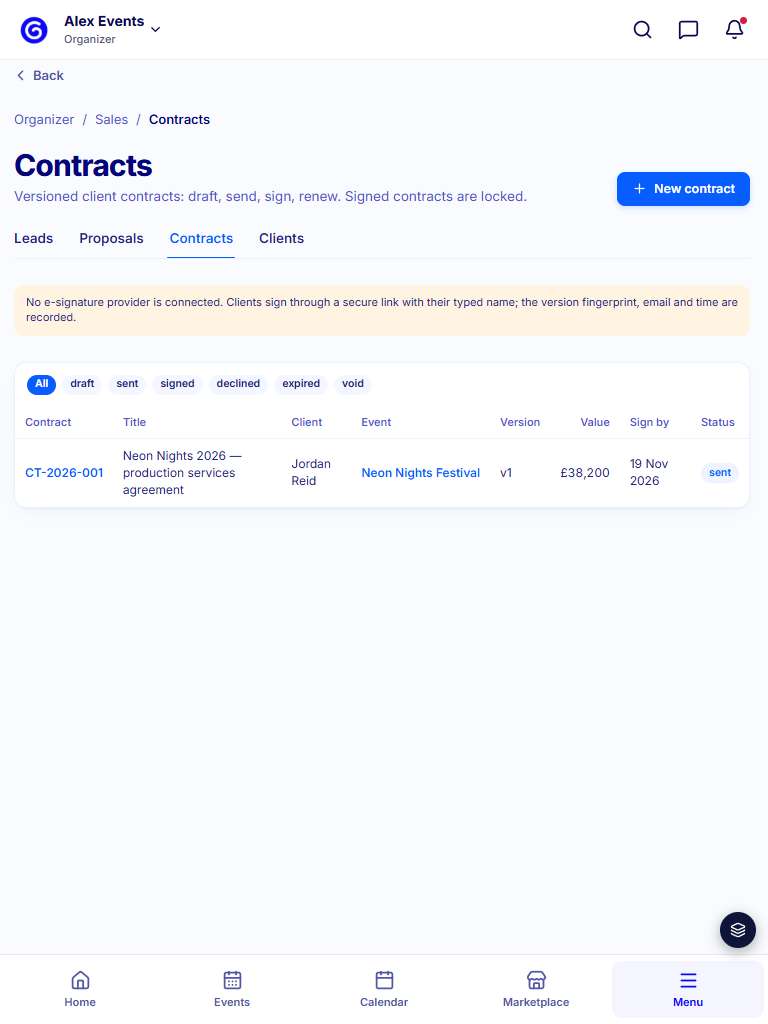 Alex Events
Organizer
Back
Organizer / Sales / Contracts
Contracts
Versioned client contracts: draft, send, sign, renew. Signed contracts are locked.
New contract
Leads Proposals Contracts Clients
No e-signature provider is connected. Clients sign through a secure link with their typed name; the version fingerprint, email and time are
recorded.
All draft sent signed declined expired void
Contract Title Client Event Version Value Sign by Status
CT-2026-001
Neon Nights 2026 —
production services
agreement
Jordan
Reid
Neon Nights Festival
v1
£38,200
19 Nov
2026
sent
Home Events Calendar Marketplace Menu